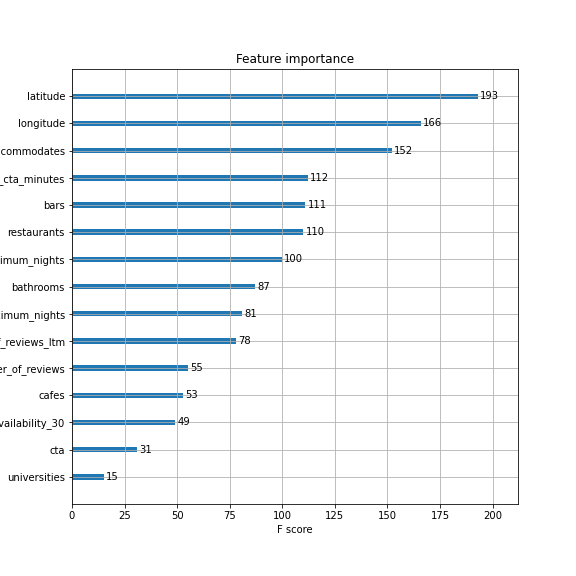 Feature importance
latitude 193
longitude 166
commodates 152
_cta_minutes 112
bars 111
restaurants 110
imum_nights 100
bathrooms 87
imum_nights 81
_reviews_ltm 78
er_of_reviews 55
cafes 53
vailability_30 49
cta 31
universities 15
0 25 50 75 100 125 150 175 200
F score